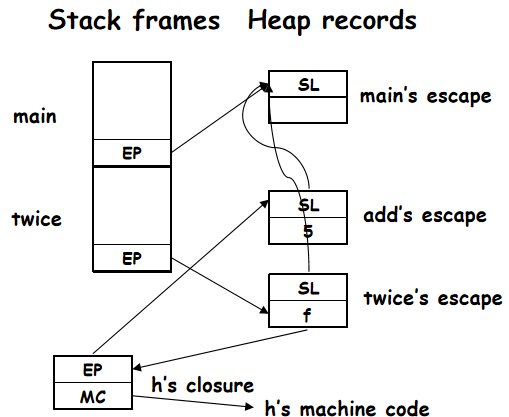 Stack frames Heap records
SL
main's escape
main
EP
SL
add's escape
5
twice
EP
SL
twice's escape
f
EP
h's closure
MC
h's machine code